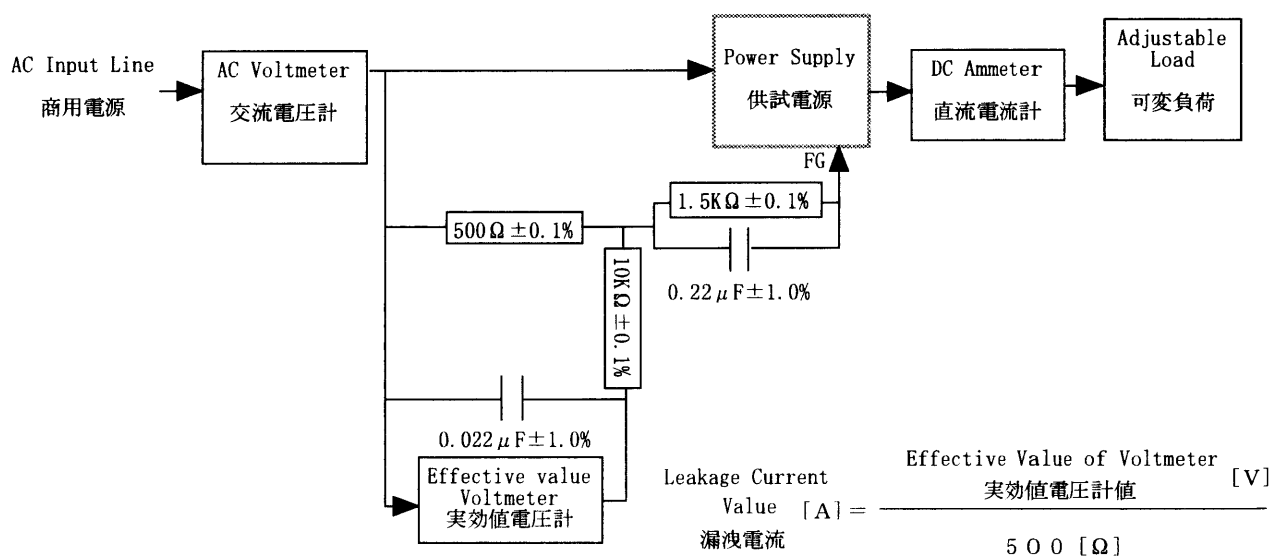 AC Input Line
商用電源
AC Voltmeter
交流電圧計
Power Supply
供試電源
DC Ammeter
直流電流計
Adjustable
Load
可変負荷
FG
1.5KΩ±0.1%
500Ω±0.1%
10KΩ±0.1%
0.22μF±1.0%
0.022μF±1.0%
Effective value
Voltmeter
実効値電圧計
Leakage Current
Value [A]=
漏洩電流
Effective Value of Voltmeter [V]
実効値電圧計値
500[Ω]